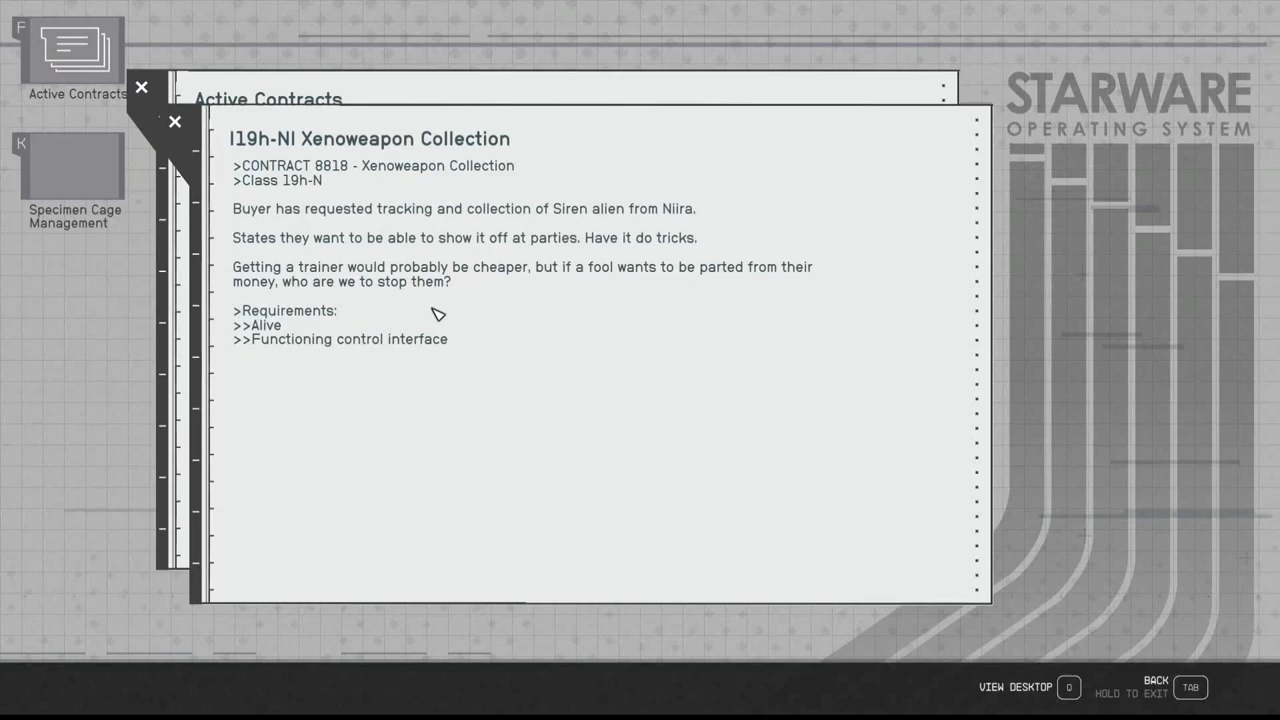 F
Active Contracts
K
Specimen Cage
Management
Active Contracts
I19h-NI Xenoweapon Collection
>CONTRACT 8818 - Xenoweapon Collection
>Class 19h-N
Buyer has requested tracking and collection of Siren alien from Niira.
States they want to be able to show it off at parties. Have it do tricks.
Getting a trainer would probably be cheaper, but if a fool wants to be parted from their
money, who are we to stop them?
>Requirements:
>>Alive
>>Functioning control interface
STARWARE
OPERATING SYSTEM
VIEW DESKTOP Q
BACK
HOLD TO EXIT TAB